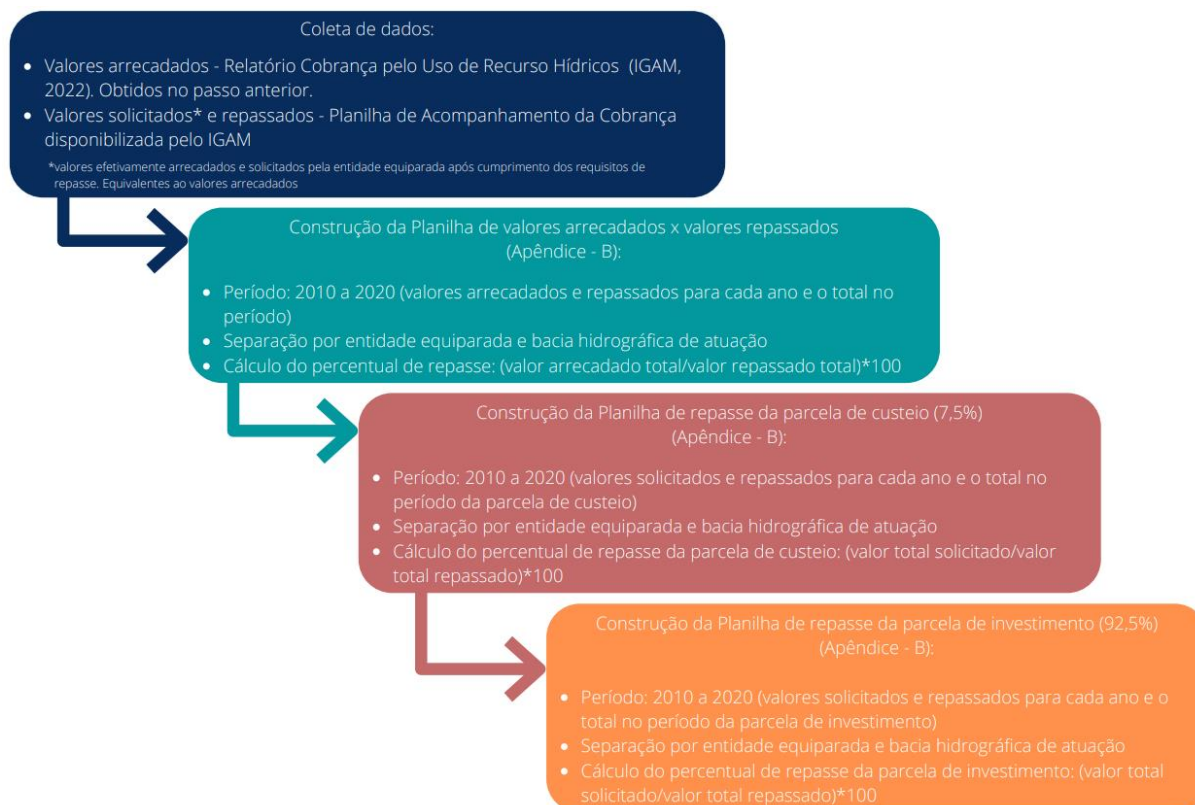 Coleta de dados:
• Valores arrecadados - Relatório Cobrança pelo Uso de Recurso Hídricos (IGAM,
2022). Obtidos no passo anterior.
• Valores solicitados* e repassados - Planilha de Acompanhamento da Cobrança
disponibilizada pelo IGAM
*valores efetivamente arrecadados e solicitados pela entidade equiparada após cumprimento dos requisitos de
repasse. Equivalentes ao valores arrecadados
Construção da Planilha de valores arrecadados x valores repassados
(Apêndice - B):
• Período: 2010 a 2020 (valores arrecadados e repassados para cada ano e o total no
período)
• Separação por entidade equiparada e bacia hidrográfica de atuação
• Cálculo do percentual de repasse: (valor arrecadado total/valor repassado total)*100
Construção da Planilha de repasse da parcela de custeio (7,5%)
(Apêndice - B):
• Período: 2010 a 2020 (valores solicitados e repassados para cada ano e o total no
período da parcela de custeio)
• Separação por entidade equiparada e bacia hidrográfica de atuação
• Cálculo do percentual de repasse da parcela de custeio: (valor total solicitado/valor
total repassado)*100
Construção da Planilha de repasse da parcela de investimento (92,5%)
(Apêndice - B):
• Período: 2010 a 2020 (valores solicitados e repassados para cada ano e o
total no período da parcela de investimento)
• Separação por entidade equiparada e bacia hidrográfica de atuação
• Cálculo do percentual de repasse da parcela de investimento: (valor total
solicitado/valor total repassado)*100